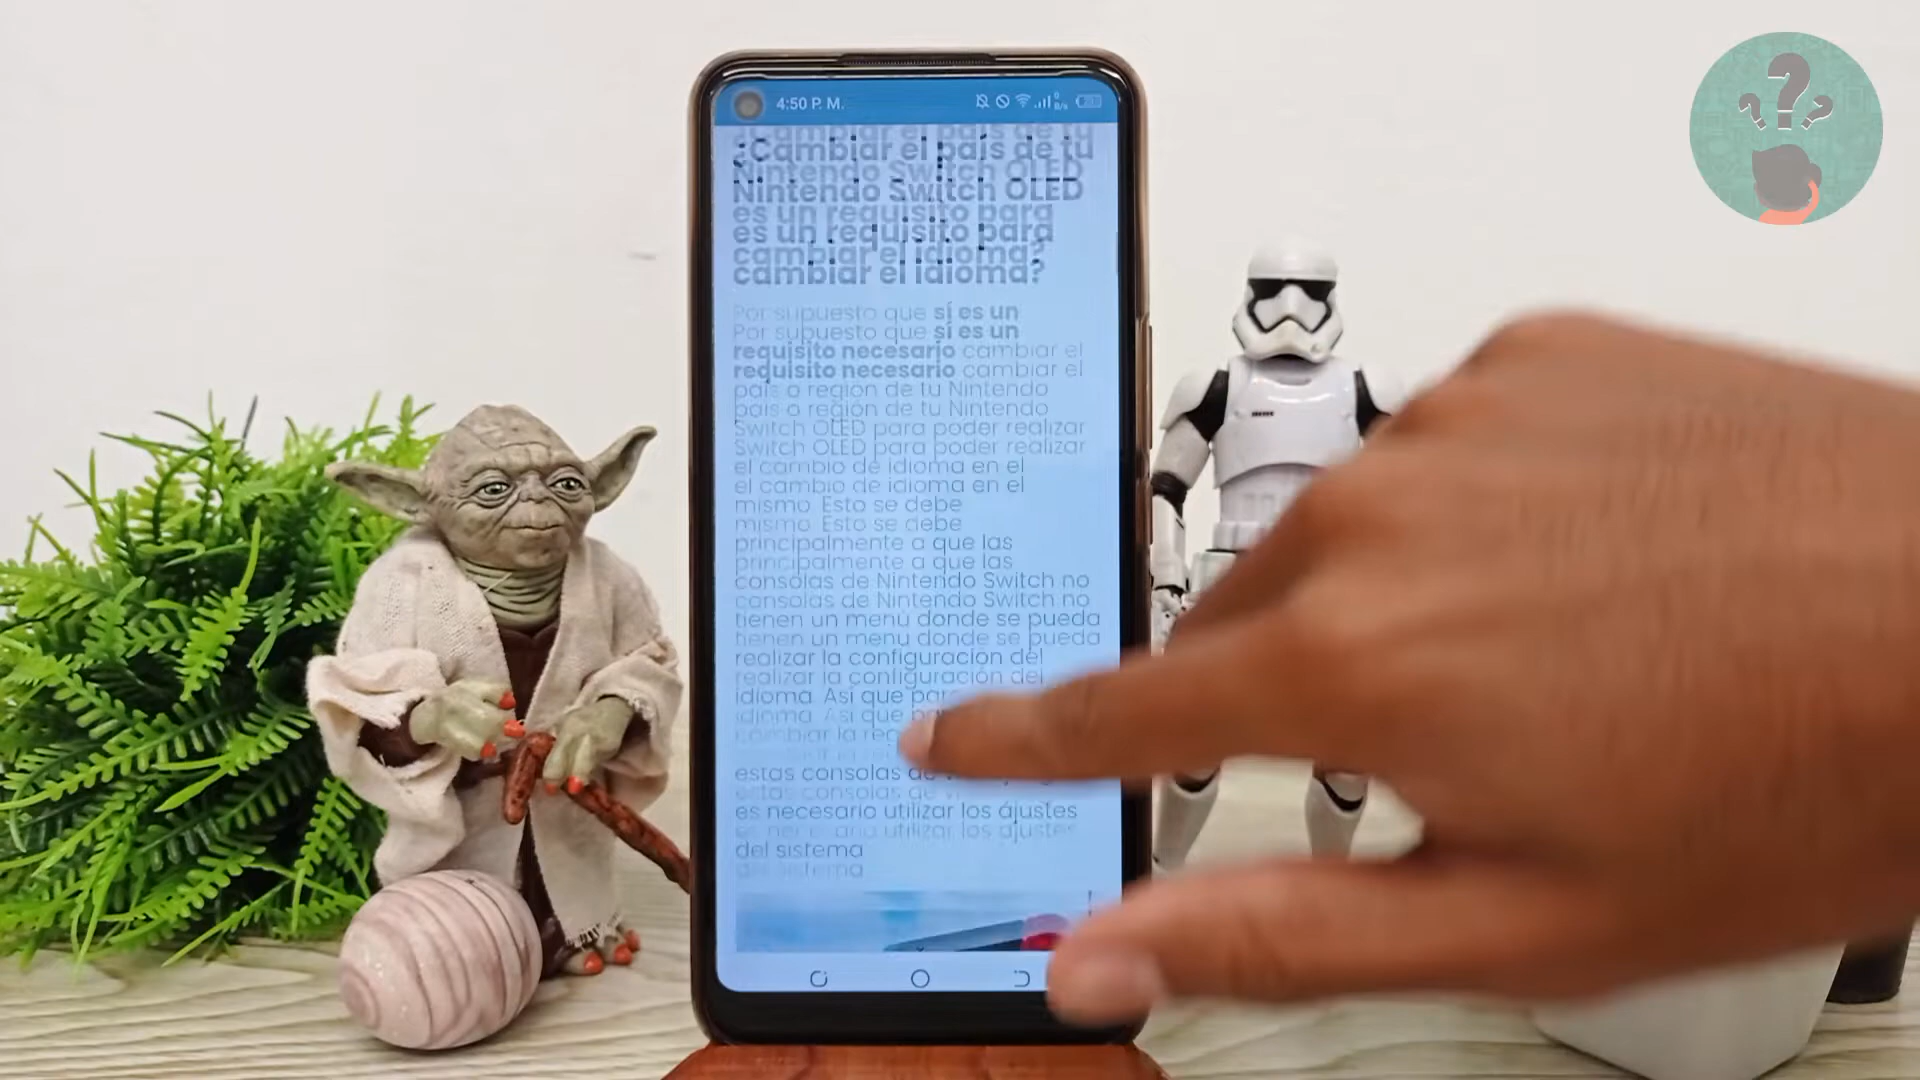 4:50 P. M.
¿Cambiar el país de tu
Nintendo Switch OLED
es un requisito para
cambiar el idioma?
Por supuesto que sí es un
requisito necesario cambiar el
país o región de tu Nintendo
Switch OLED para poder realizar
el cambio de idioma en el
mismo. Esto se debe
principalmente a que las
consolas de Nintendo Switch no
tienen un menú donde se pueda
realizar la configuración del
idioma. Así que
cambiar la
estas consolas
es necesario utilizar los ajustes
del sistema